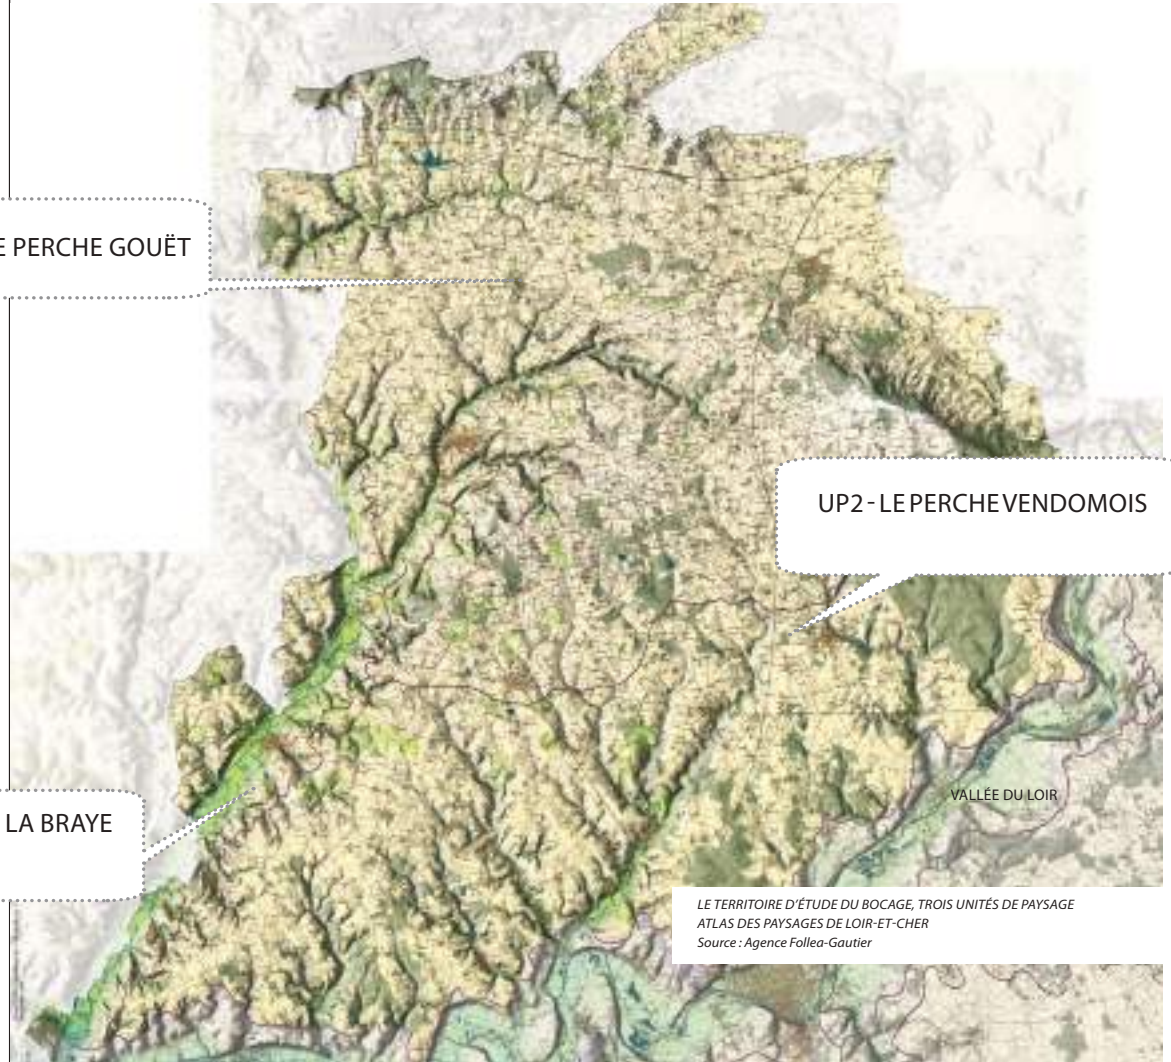 E PERCHE GOUËT
UP2 - LE PERCHE VENDOMOIS
LA BRAYE
VALLÉE DU LOIR
LE TERRITOIRE D'ÉTUDE DU BOCAGE, TROIS UNITÉS DE PAYSAGE
ATLAS DES PAYSAGES DE LOIR-ET-CHER
Source : Agence Follea-Gautier